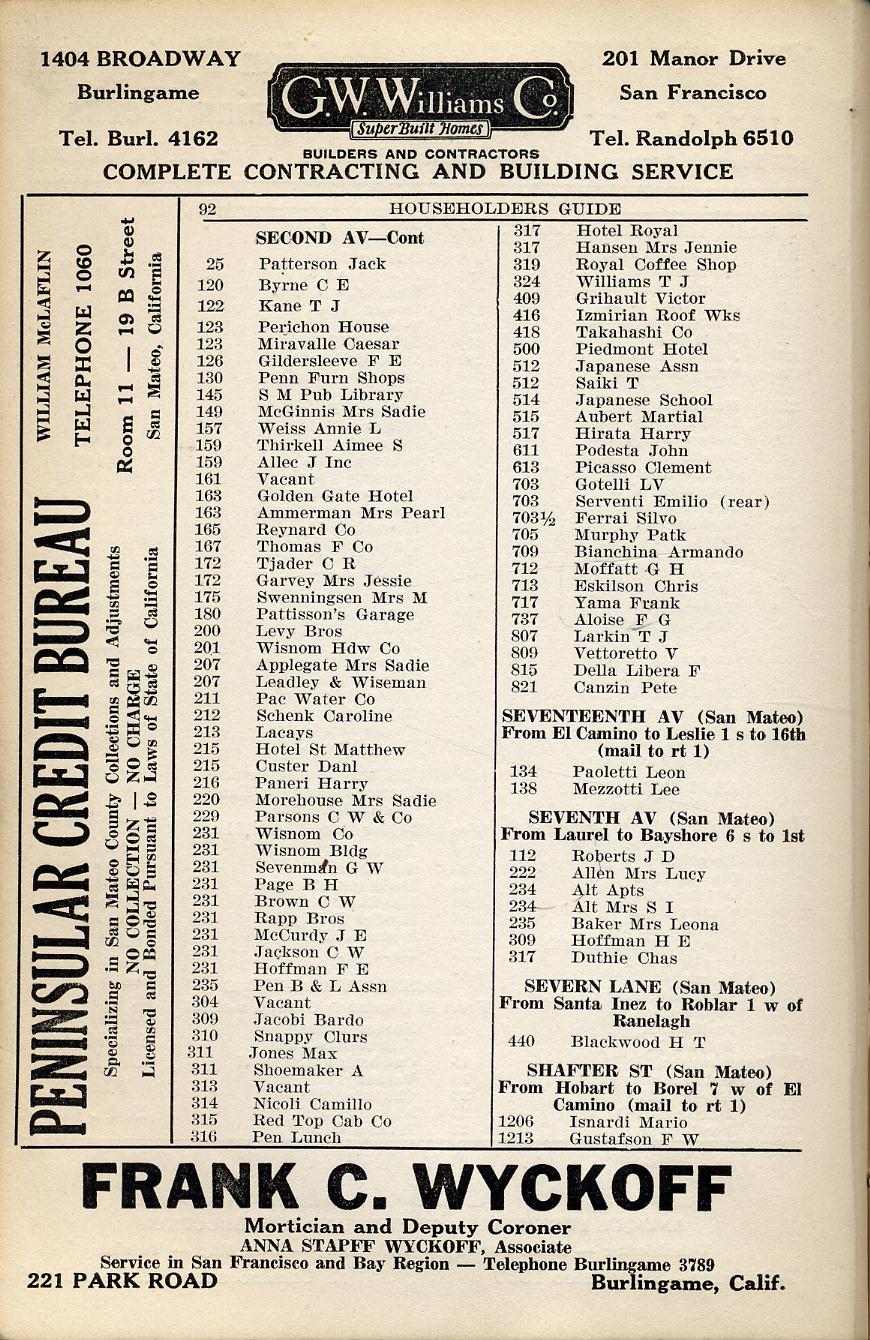 1404 BROADWAY
Burlingame
Tel. Burl. 4162
G.W. Williams Co.
Super Built Homes
BUILDERS AND CONTRACTORS
201 Manor Drive
San Francisco
Tel. Randolph 6510
COMPLETE CONTRACTING AND BUILDING SERVICE
PENINSULAR CREDIT BUREAU
WILLIAM McLAFLIN
TELEPHONE 1060
Room 11 — 19 B Street
San Mateo, California
Specializing in San Mateo County Collections and Adjustments
NO COLLECTION — NO CHARGE
Licensed and Bonded Pursuant to Laws of State of California
92 HOUSEHOLDERS GUIDE
SECOND AV—Cont
25 Patterson Jack
120 Byrne C E
122 Kane T J
123 Perichon House
123 Miravalle Caesar
126 Gildersleeve F E
130 Penn Furn Shops
145 S M Pub Library
149 McGinnis Mrs Sadie
157 Weiss Annie L
159 Thirkell Aimee S
159 Allec J Inc
161 Vacant
163 Golden Gate Hotel
163 Ammerman Mrs Pearl
165 Reynard Co
167 Thomas F Co
172 Tjader C R
172 Garvey Mrs Jessie
175 Swenningsen Mrs M
180 Pattisson's Garage
200 Levy Bros
201 Wisnom Hdw Co
207 Applegate Mrs Sadie
207 Leadley & Wiseman
211 Pac Water Co
212 Schenk Caroline
213 Lacays
215 Hotel St Matthew
215 Custer Danl
216 Paneri Harry
220 Morehouse Mrs Sadie
229 Parsons C W & Co
231 Wisnom Co
231 Wisnom Bldg
231 Sevenman G W
231 Page B H
231 Brown C W
231 Rapp Bros
231 McCurdy J E
231 Jackson C W
231 Hoffman F E
235 Pen B & L Assn
304 Vacant
309 Jacobi Bardo
310 Snappy Clurs
311 Jones Max
311 Shoemaker A
313 Vacant
314 Nicoli Camillo
315 Red Top Cab Co
316 Pen Lunch
317 Hotel Royal
317 Hansen Mrs Jennie
319 Royal Coffee Shop
324 Williams T J
409 Grihault Victor
416 Izmirian Roof Wks
418 Takahashi Co
500 Piedmont Hotel
512 Japanese Assn
512 Saiki T
514 Japanese School
515 Aubert Martial
517 Hirata Harry
611 Podesta John
613 Picasso Clement
703 Gotelli LV
703 Serventi Emilio (rear)
703½ Ferrai Silvo
705 Murphy Patk
709 Bianchina Armando
712 Moffatt G H
713 Eskilson Chris
717 Yama Frank
737 Aloise F G
807 Larkin T J
809 Vettoretto V
815 Della Libera F
821 Canzin Pete
SEVENTEENTH AV (San Mateo)
From El Camino to Leslie 1 s to 16th
(mail to rt 1)
134 Paoletti Leon
138 Mezzotti Lee
SEVENTH AV (San Mateo)
From Laurel to Bayshore 6 s to 1st
112 Roberts J D
222 Allen Mrs Lucy
234 Alt Apts
234 Alt Mrs S I
235 Baker Mrs Leona
309 Hoffman H E
317 Duthie Chas
SEVERN LANE (San Mateo)
From Santa Inez to Roblar 1 w of
Ranelagh
440 Blackwood H T
SHAFTER ST (San Mateo)
From Hobart to Borel 7 w of El
Camino (mail to rt 1)
1206 Isnardi Mario
1213 Gustafson F W
FRANK C. WYCKOFF
Mortician and Deputy Coroner
ANNA STAPFF WYCKOFF, Associate
Service in San Francisco and Bay Region — Telephone Burlingame 3789
221 PARK ROAD Burlingame, Calif.